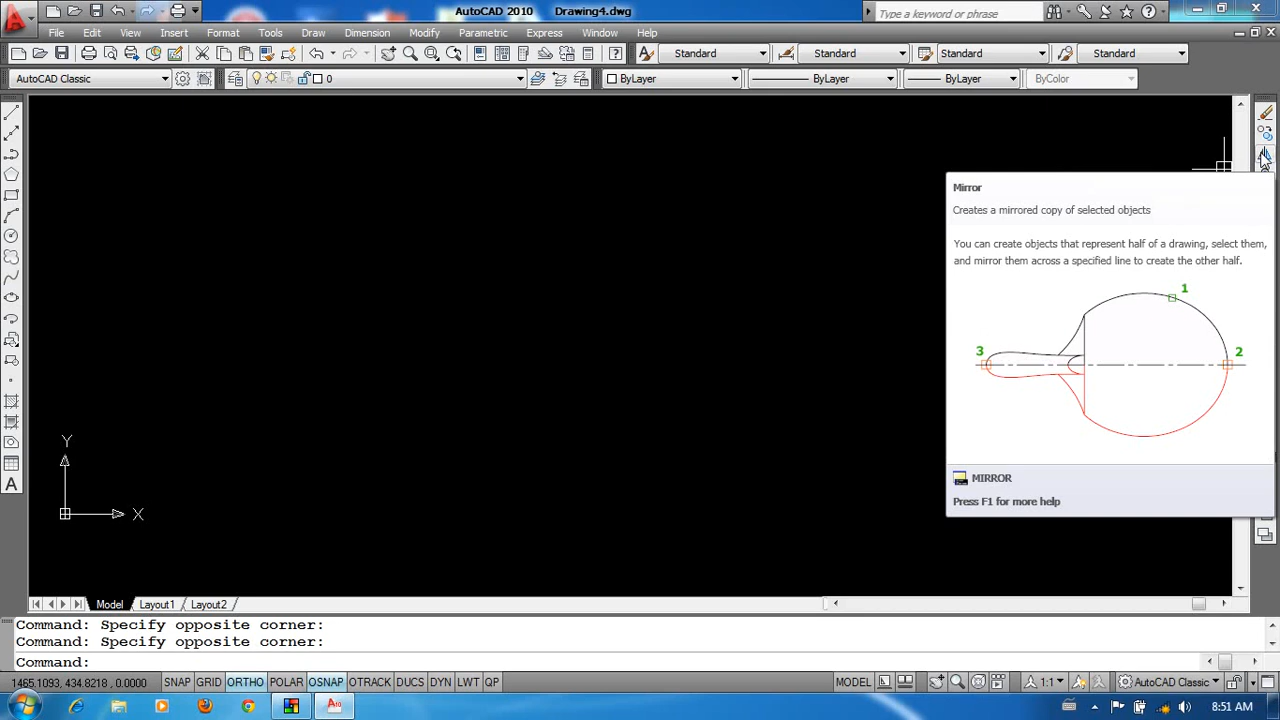 AutoCAD 2010 Drawing4.dwg
Type a keyword or phrase
File Edit View Insert Format Tools Draw Dimension Modify Parametric Express Window Help
Standard Standard Standard Standard
AutoCAD Classic 0 ByLayer ByLayer ByLayer ByColor
Mirror
Creates a mirrored copy of selected objects
You can create objects that represent half of a drawing, select them,
and mirror them across a specified line to create the other half.
1
3 2
MIRROR
Press F1 for more help
Y
X
A
Model Layout1 Layout2
Command: Specify opposite corner:
Command: Specify opposite corner:
Command:
1465.1093, 434.8218, 0.0000 SNAP GRID ORTHO POLAR OSNAP OTRACK DUCS DYN LWT QP MODEL 1:1 AutoCAD Classic
8:51 AM